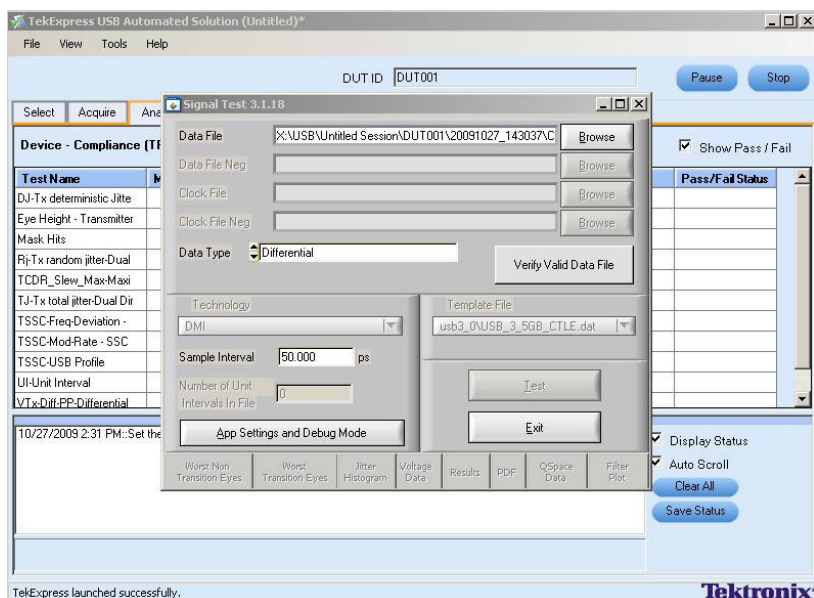 TekExpress USB Automated Solution (Untitled)*
File View Tools Help
DUT ID DUT001 Pause Stop
Select Acquire Ana
Signal Test 3.1.18
Device - Compliance (TF
Show Pass / Fail
Test Name M
Pass/Fail Status
DJ-Tx deterministic Jitte
Eye Height - Transmitter
Mask Hits
Rj-Tx random jitter-Dual
TCDR_Slew_Max-Maxi
TJ-Tx total jitter-Dual Dir
TSSC-Freq-Deviation -
TSSC-Mod-Rate - SSC
TSSC-USB Profile
UI-Unit Interval
VTx-Diff-PP-Differential
Data File X:\USB\Untitled Session\DUT001\20091027_143037\C Browse
Data File Neg Browse
Clock File Browse
Clock File Neg Browse
Data Type Differential
Verify Valid Data File
Technology
DMI
Template File
usb3_0\USB_3_5GB_CTLE.dat
Sample Interval 50.000 ps
Number of Unit
Intervals In File 0
Test
App Settings and Debug Mode
Exit
Worst Non
Transition Eyes
Worst
Transition Eyes
Jitter
Histogram
Voltage
Data
Results
PDF
QSpace
Data
Filter
Plot
10/27/2009 2:31 PM::Set the
Display Status
Auto Scroll
Clear All
Save Status
TekExpress launched successfully.
Tektronix